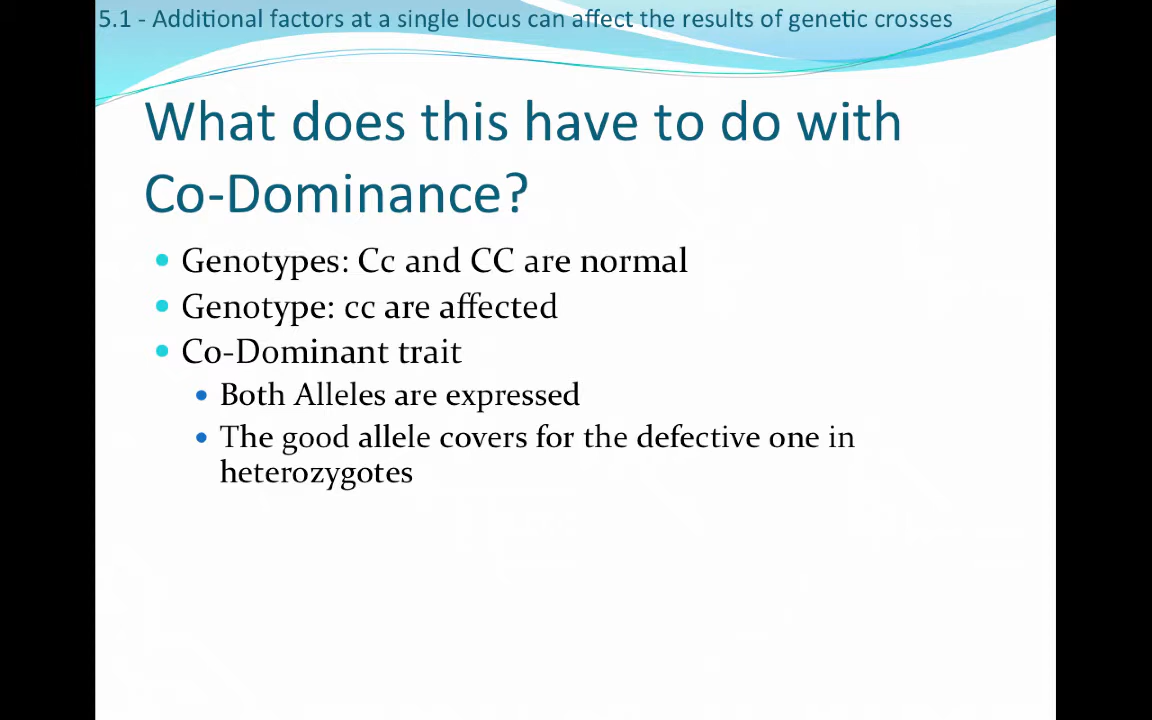 5.1 - Additional factors at a single locus can affect the results of genetic crosses
What does this have to do with
Co-Dominance?
• Genotypes: Cc and CC are normal
• Genotype: cc are affected
• Co-Dominant trait
• Both Alleles are expressed
• The good allele covers for the defective one in
heterozygotes